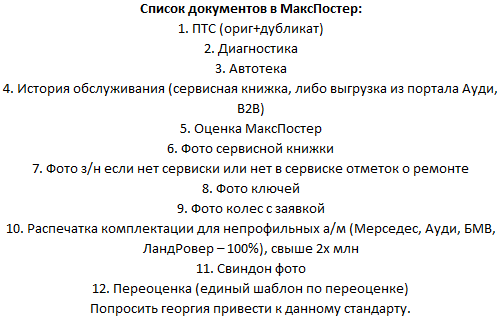 Список документов в МаксПостер:
1. ПТС (ориг+дубликат)
2. Диагностика
3. Автотека
4. История обслуживания (сервисная книжка, либо выгрузка из портала Ауди,
B2B)
5. Оценка МаксПостер
6. Фото сервисной книжки
7. Фото з/н если нет сервиски или нет в сервиске отметок о ремонте
8. Фото ключей
9. Фото колес с заявкой
10. Распечатка комплектации для непрофильных а/м (Мерседес, Ауди, БМВ,
ЛандРовер – 100%), свыше 2х млн
11. Свиндон фото
12. Переоценка (единый шаблон по переоценке)
Попросить георгия привести к данному стандарту.